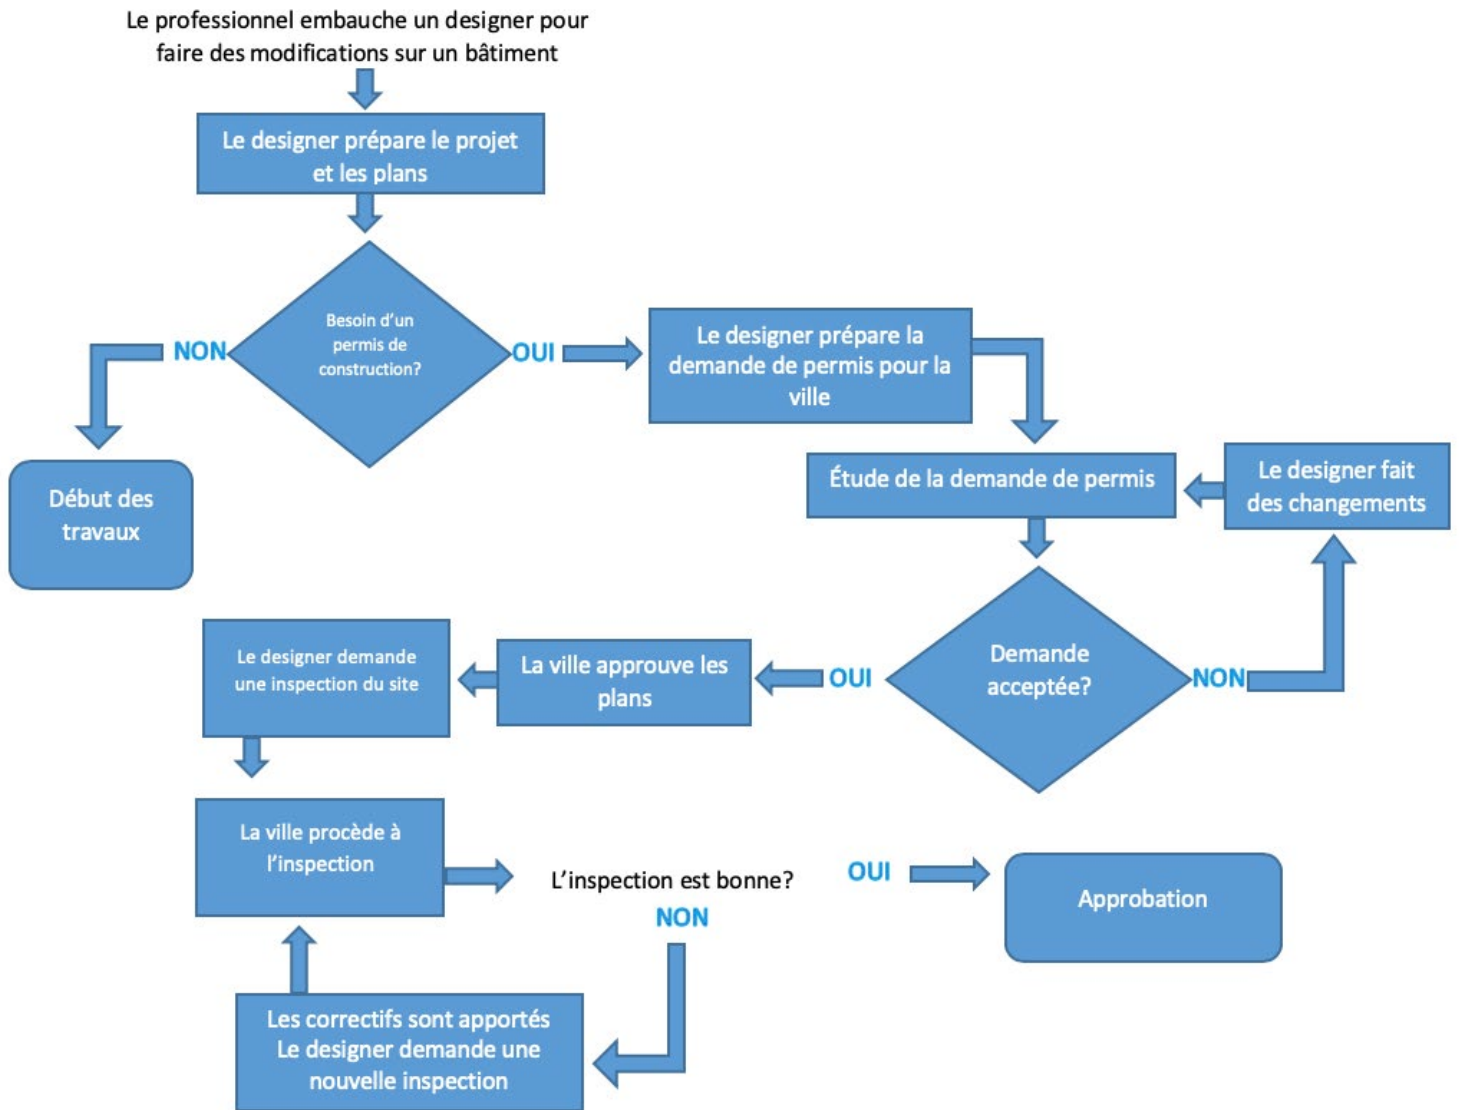 Le professionnel embauche un designer pour
faire des modifications sur un bâtiment
Le designer prépare le projet
et les plans
Besoin d'un
permis de
construction?
NON
OUI
Le designer prépare la
demande de permis pour la
ville
Début des
travaux
Étude de la demande de permis
Le designer fait
des changements
Demande
acceptée?
NON
OUI
La ville approuve les
plans
Le designer demande
une inspection du site
La ville procède à
l'inspection
L'inspection est bonne?
OUI
Approbation
NON
Les correctifs sont apportés
Le designer demande une
nouvelle inspection